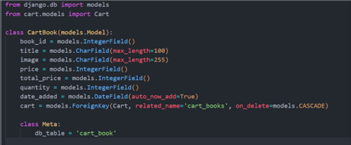 from django.db import models
from cart.models import Cart
class CartBook(models.Model):
book_id = models.IntegerField()
title = models.CharField(max_length=100)
image = models.CharField(max_length=255)
price = models.IntegerField()
total_price = models.IntegerField()
quantity = models.IntegerField()
date_added = models.DateField(auto_now_add=True)
cart = models.ForeignKey(Cart, related_name='cart_books', on_delete=models.CASCADE)
class Meta:
db_table = 'cart_book'